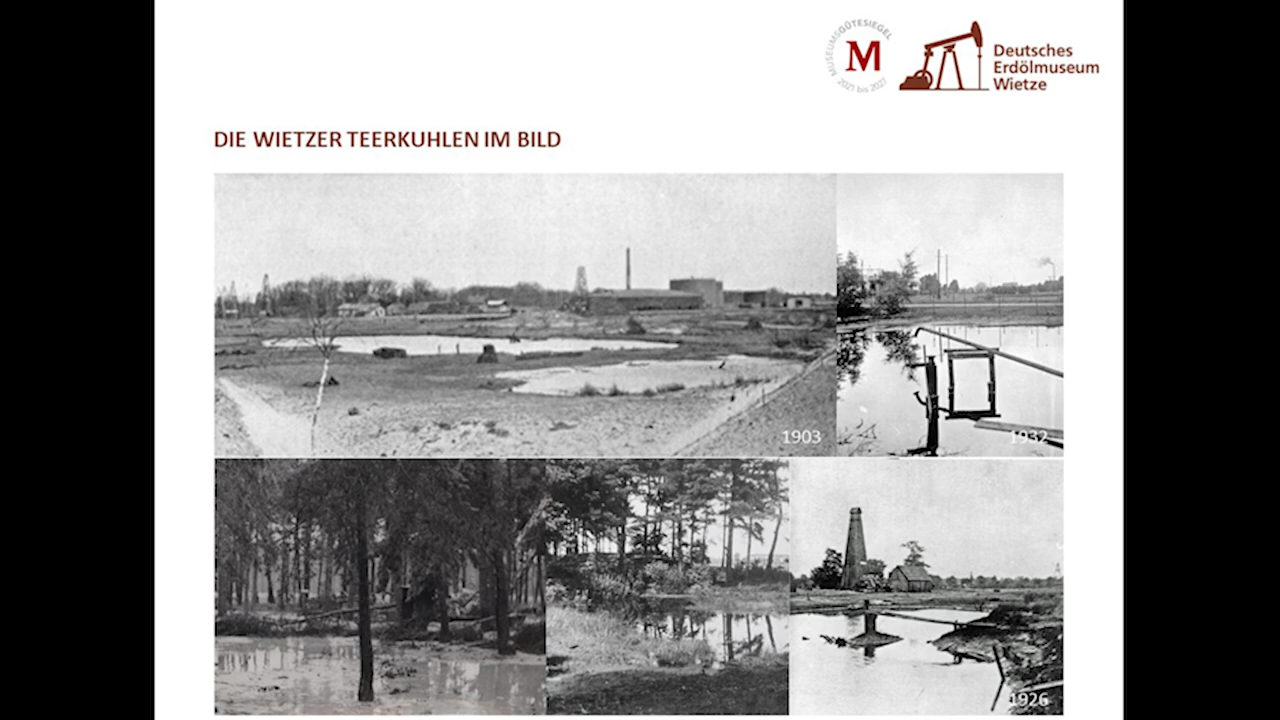 MUSEUMSGÜTESIEGEL
M
2021 bis 2027
Deutsches
Erdölmuseum
Wietze
DIE WIETZER TEERKUHLEN IM BILD
1903
1932
1926